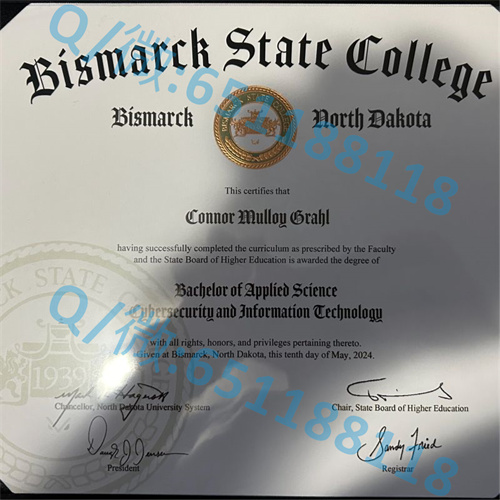 Bismarck State College
Bismarck North Dakota
This certifies that
Connor Mulloy Grahl
having successfully completed the curriculum as prescribed by the Faculty
and the State Board of Higher Education is awarded the degree of
Bachelor of Applied Science
Cybersecurity and Information Technology
with all rights, honors, and privileges pertaining thereto.
Given at Bismarck, North Dakota, this tenth day of May, 2024.
STATE
1939
Chancellor, North Dakota University System
Chair, State Board of Higher Education
President
Sandy Fried
Registrar
Q/微:651188118
Q/微:651188118